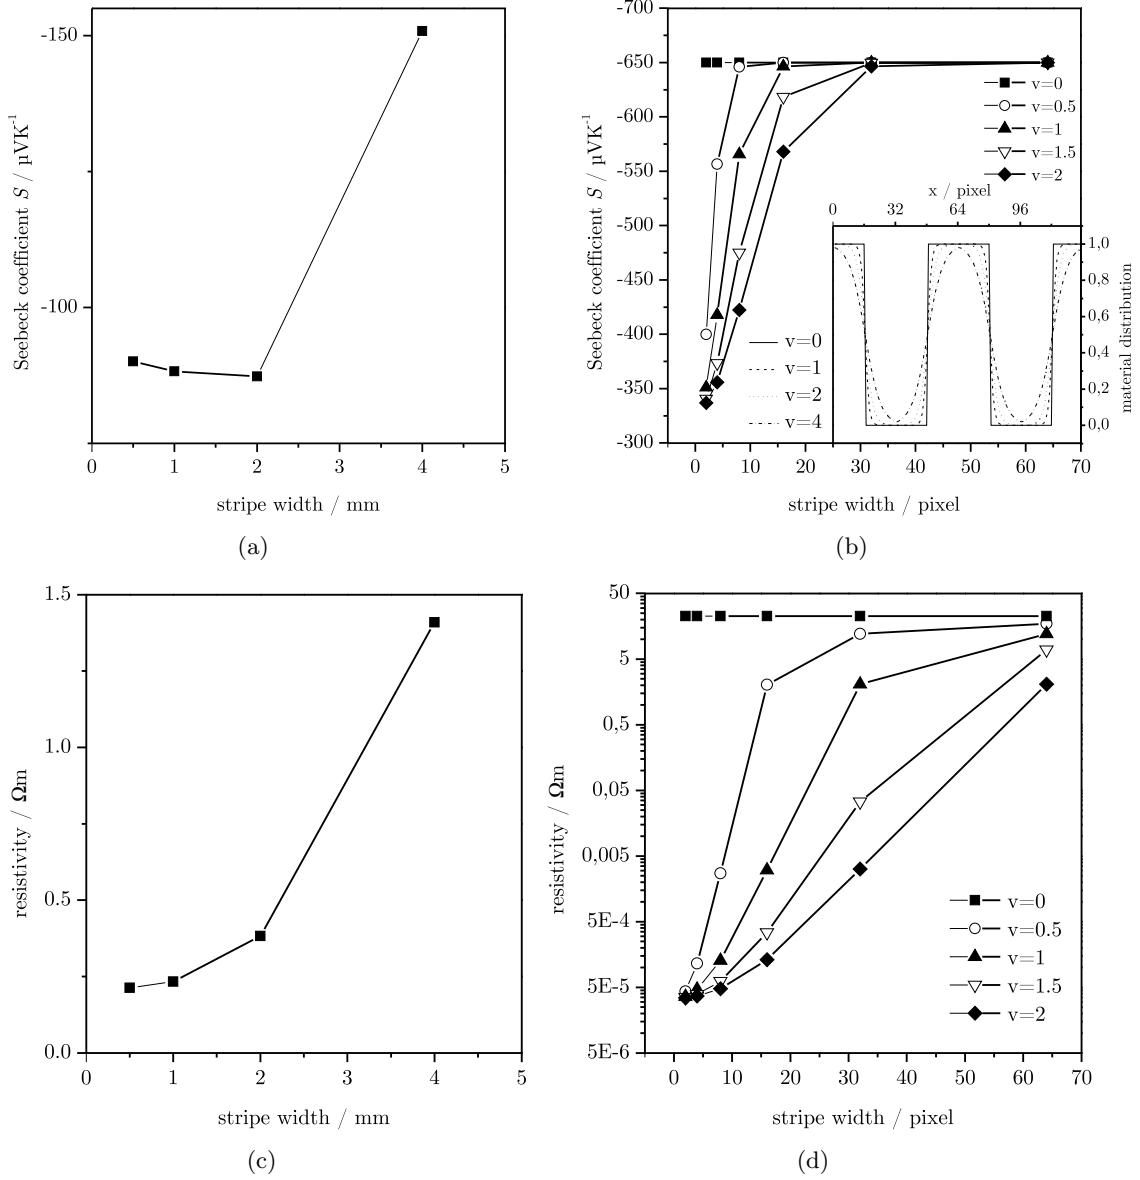 -150
-100
Seebeck coefficient S / µVK⁻¹
0 1 2 3 4 5
stripe width / mm
(a)
-700
-650
-600
-550
-500
-450
-400
-350
-300
Seebeck coefficient S / µVK⁻¹
v=0
v=0.5
v=1
v=1.5
v=2
x / pixel
0 32 64 96
1,0
0,8
0,6
0,4
0,2
0,0
material distribution
v=0
v=1
v=2
v=4
0 10 20 30 40 50 60 70
stripe width / pixel
(b)
1.5
1.0
0.5
0.0
resistivity / Ωm
0 1 2 3 4 5
stripe width / mm
(c)
50
5
0,5
0,05
0,005
5E-4
5E-5
5E-6
resistivity / Ωm
v=0
v=0.5
v=1
v=1.5
v=2
0 10 20 30 40 50 60 70
stripe width / pixel
(d)